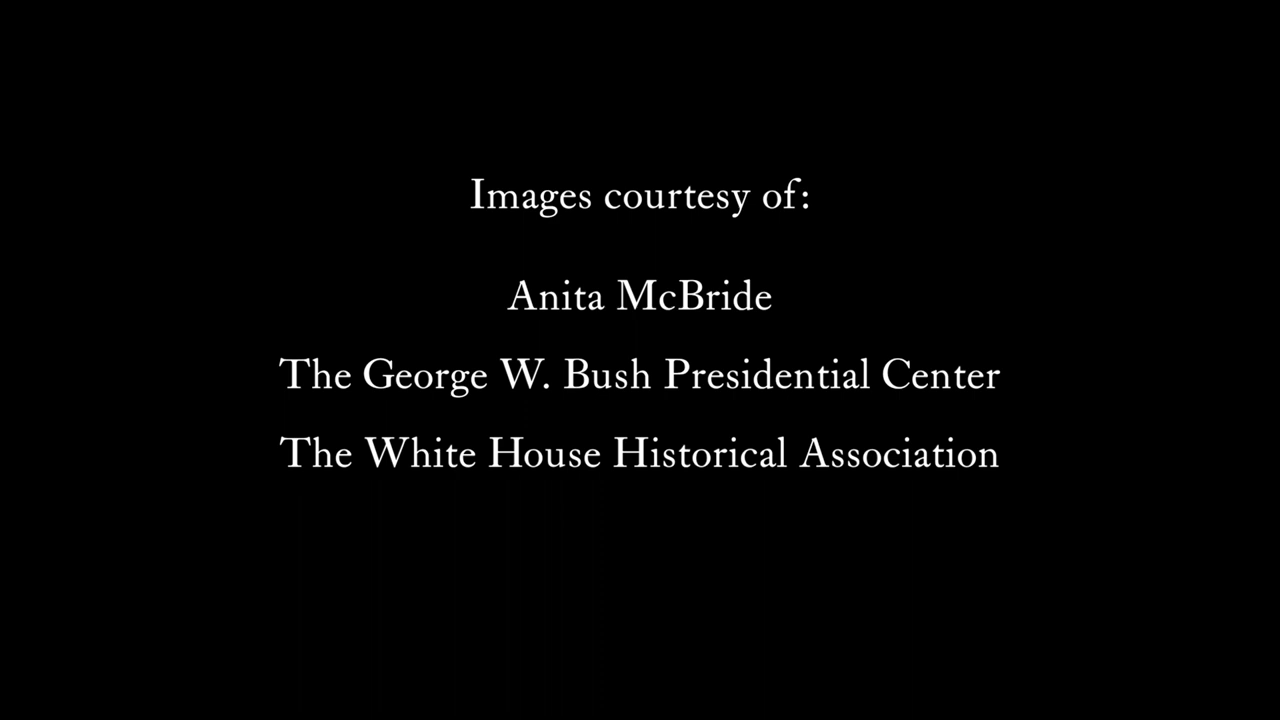 Images courtesy of:
Anita McBride
The George W. Bush Presidential Center
The White House Historical Association